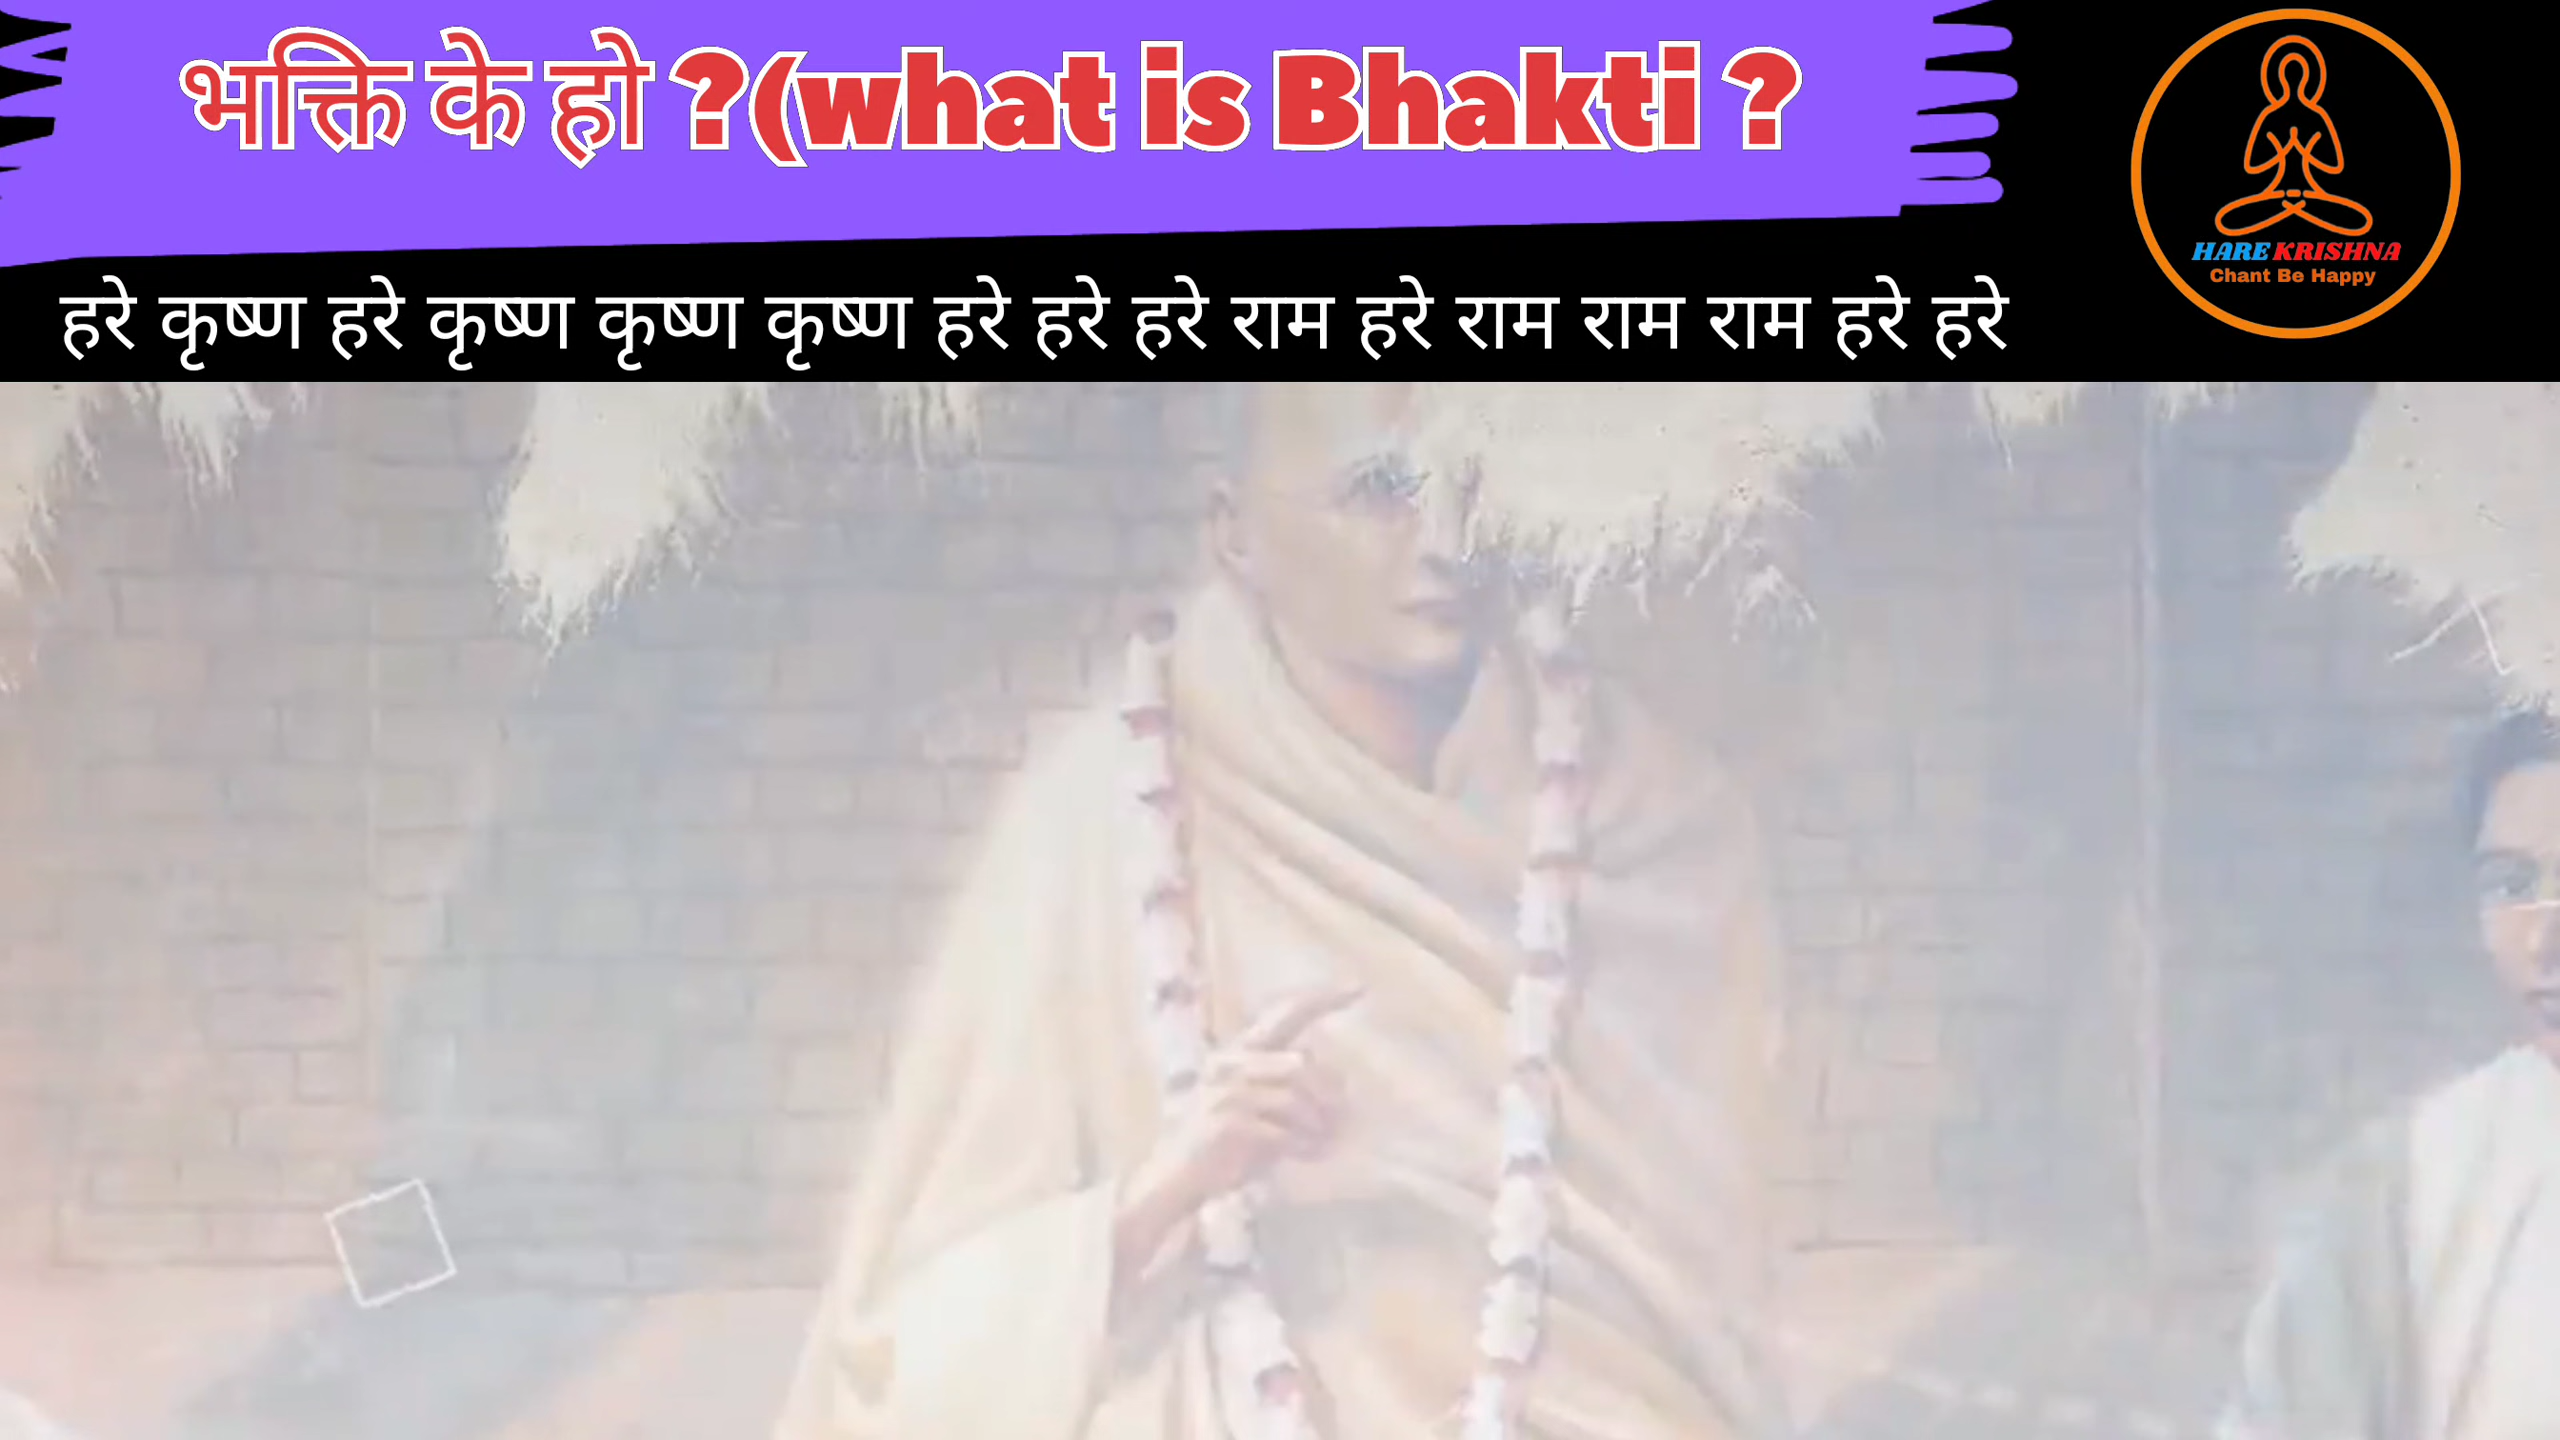 भक्ति के हो ?(what is Bhakti ?
HARE KRISHNA
Chant Be Happy
हरे कृष्ण हरे कृष्ण कृष्ण कृष्ण हरे हरे हरे राम हरे राम राम राम हरे हरे